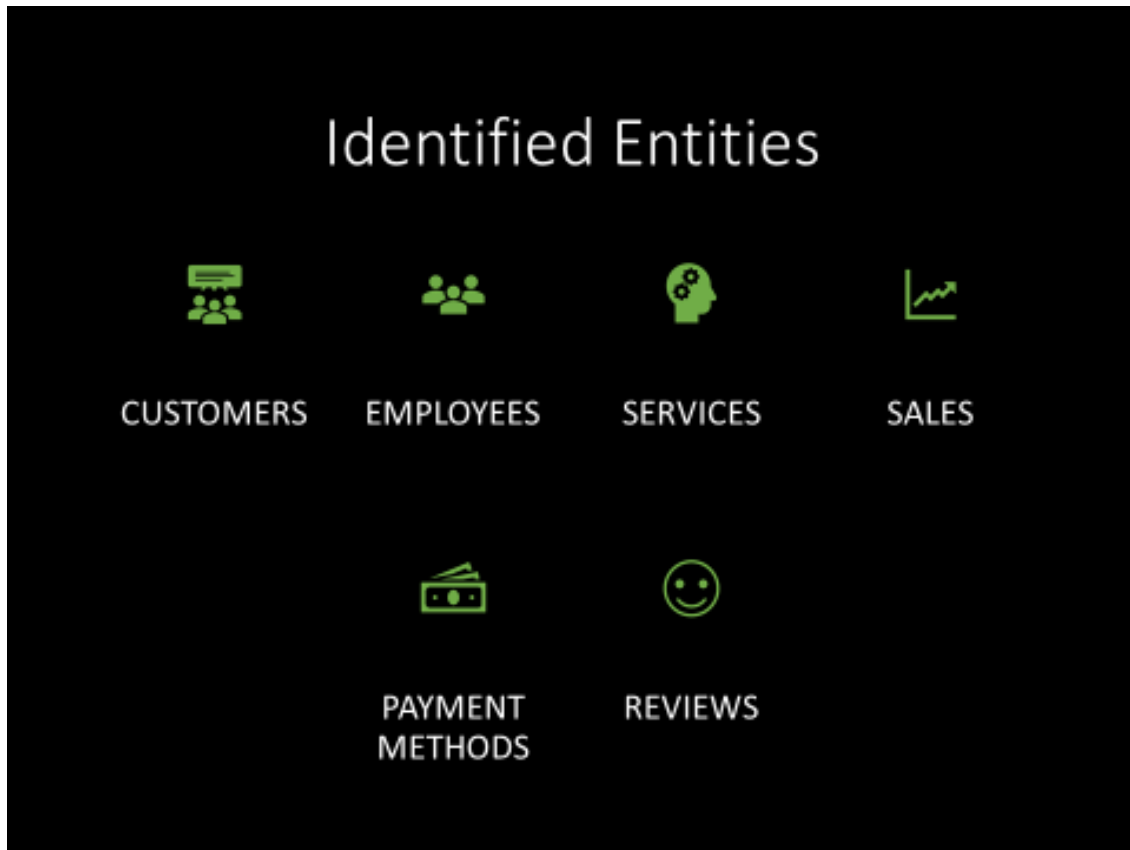 Identified Entities
CUSTOMERS
EMPLOYEES
SERVICES
SALES
PAYMENT
METHODS
REVIEWS